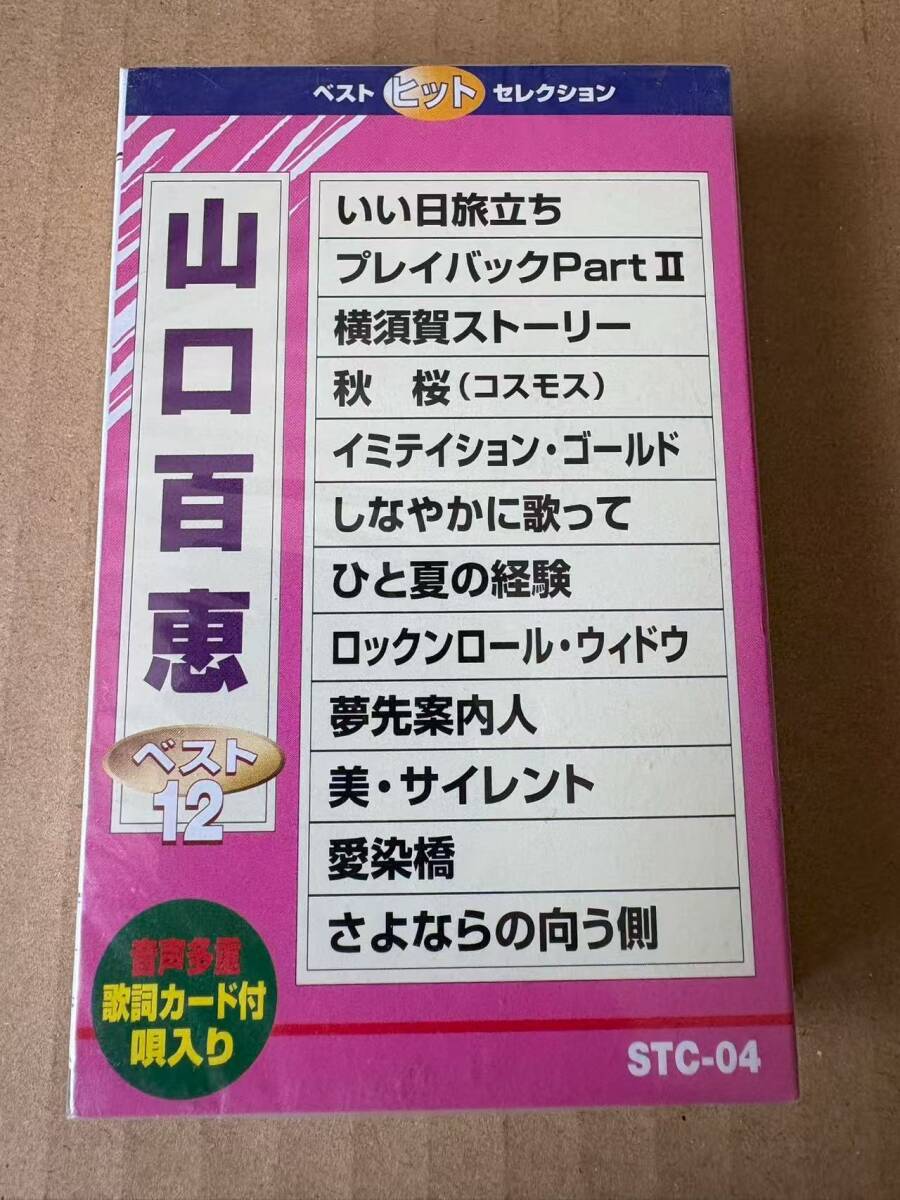 ベスト ヒット セレクション
山口百恵
ベスト
12
いい日旅立ち
プレイバックPart Ⅱ
横須賀ストーリー
秋　桜(コスモス)
イミテイション・ゴールド
しなやかに歌って
ひと夏の経験
ロックンロール・ウィドウ
夢先案内人
美・サイレント
愛染橋
さよならの向う側
音声多重
歌詞カード付
唄入り
STC-04